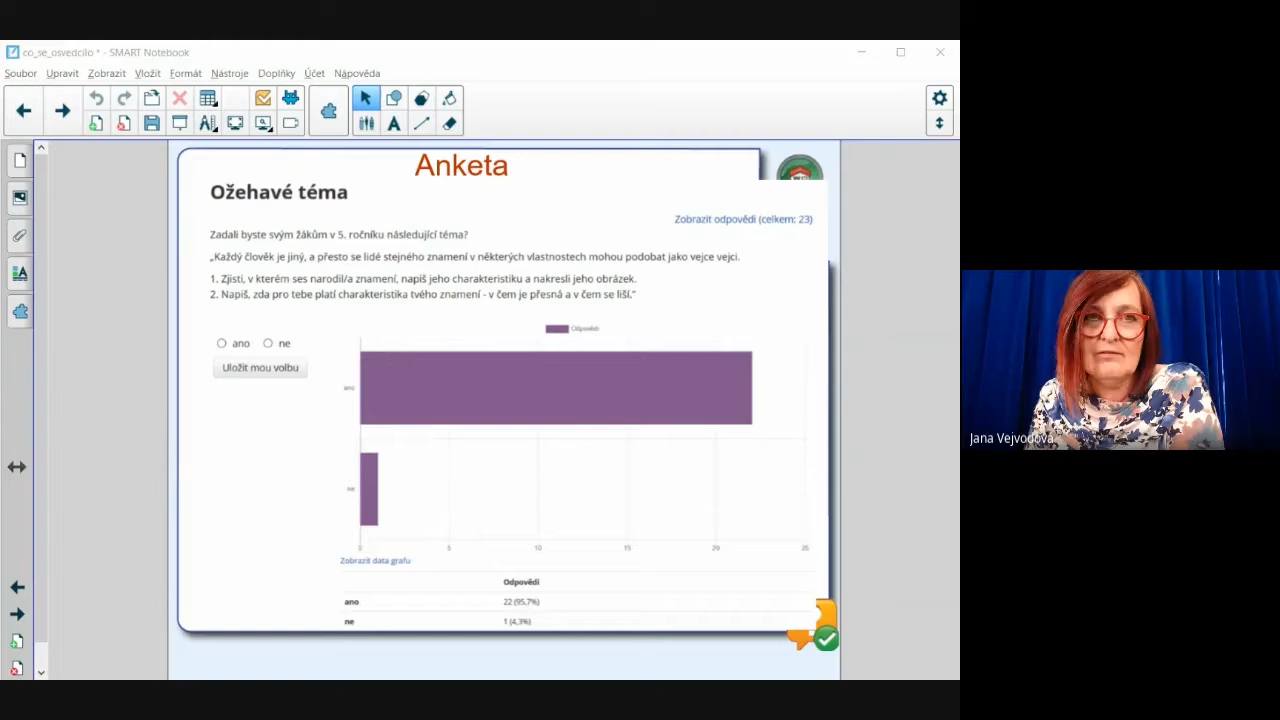 co_se_osvedcilo * - SMART Notebook
Soubor Upravit Zobrazit Vložit Formát Nástroje Doplňky Účet Nápověda
Anketa
Ožehavé téma
Zobrazit odpovědi (celkem: 23)
Zadali byste svým žákům v 5. ročníku následující téma?
„Každý člověk je jiný, a přesto se lidé stejného znamení v některých vlastnostech mohou podobat jako vejce vejci.
1. Zjisti, v kterém ses narodil/a znamení, napiš jeho charakteristiku a nakresli jeho obrázek.
2. Napiš, zda pro tebe platí charakteristika tvého znamení - v čem je přesná a v čem se liší.“
Odpovědi
ano ne
Uložit mou volbu
ano
ne
0 5 10 15 20 25
Zobrazit data grafu
Odpovědi
ano 22 (95,7%)
ne 1 (4,3%)
Jana Vejvodová